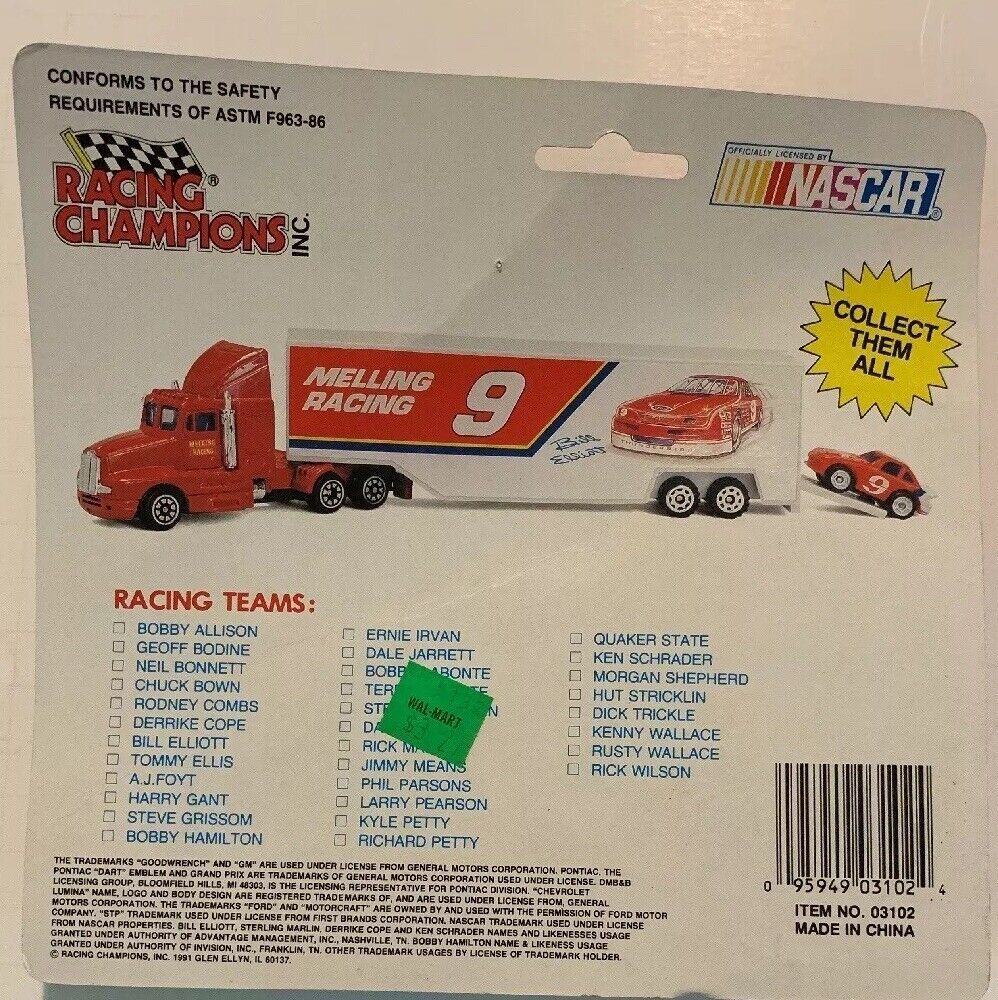 CONFORMS TO THE SAFETY
REQUIREMENTS OF ASTM F963-86
RACING®
CHAMPIONS INC.
OFFICIALLY LICENSED BY
NASCAR®
COLLECT
THEM
ALL
MELLING
RACING
9
Bill
Elliott
MELLING
RACING
9
RACING TEAMS:
BOBBY ALLISON
GEOFF BODINE
NEIL BONNETT
CHUCK BOWN
RODNEY COMBS
DERRIKE COPE
BILL ELLIOTT
TOMMY ELLIS
A.J.FOYT
HARRY GANT
STEVE GRISSOM
BOBBY HAMILTON
ERNIE IRVAN
DALE JARRETT
JIMMY MEANS
PHIL PARSONS
LARRY PEARSON
KYLE PETTY
RICHARD PETTY
RICK
WAL-MART
QUAKER STATE
KEN SCHRADER
MORGAN SHEPHERD
HUT STRICKLIN
DICK TRICKLE
KENNY WALLACE
RUSTY WALLACE
RICK WILSON
THE TRADEMARKS "GOODWRENCH" AND "GM" ARE USED UNDER LICENSE FROM GENERAL MOTORS CORPORATION. PONTIAC, THE
PONTIAC "DART" EMBLEM AND GRAND PRIX ARE TRADEMARKS OF GENERAL MOTORS CORPORATION USED UNDER LICENSE. DMB&B
LICENSING GROUP, BLOOMFIELD HILLS, MI 48303, IS THE LICENSING REPRESENTATIVE FOR PONTIAC DIVISION. "CHEVROLET
LUMINA" NAME, LOGO AND BODY DESIGN ARE REGISTERED TRADEMARKS OF, AND ARE USED UNDER LICENSE FROM, GENERAL
MOTORS CORPORATION. THE TRADEMARKS "FORD" AND "MOTORCRAFT" ARE OWNED BY AND USED WITH THE PERMISSION OF FORD MOTOR
COMPANY. "STP" TRADEMARK USED UNDER LICENSE FROM FIRST BRANDS CORPORATION. NASCAR TRADEMARK USED UNDER LICENSE
FROM NASCAR PROPERTIES. BILL ELLIOTT, STERLING MARLIN, DERRIKE COPE AND KEN SCHRADER NAMES AND LIKENESSES USAGE
GRANTED UNDER AUTHORITY OF ADVANTAGE MANAGEMENT, INC., NASHVILLE, TN. BOBBY HAMILTON NAME & LIKENESS USAGE
GRANTED UNDER AUTHORITY OF INVISION, INC., FRANKLIN, TN. OTHER TRADEMARK USAGES BY LICENSE OF TRADEMARK HOLDER.
© RACING CHAMPIONS, INC. 1991 GLEN ELLYN, IL 60137.
0 95949 03102 4
ITEM NO. 03102
MADE IN CHINA